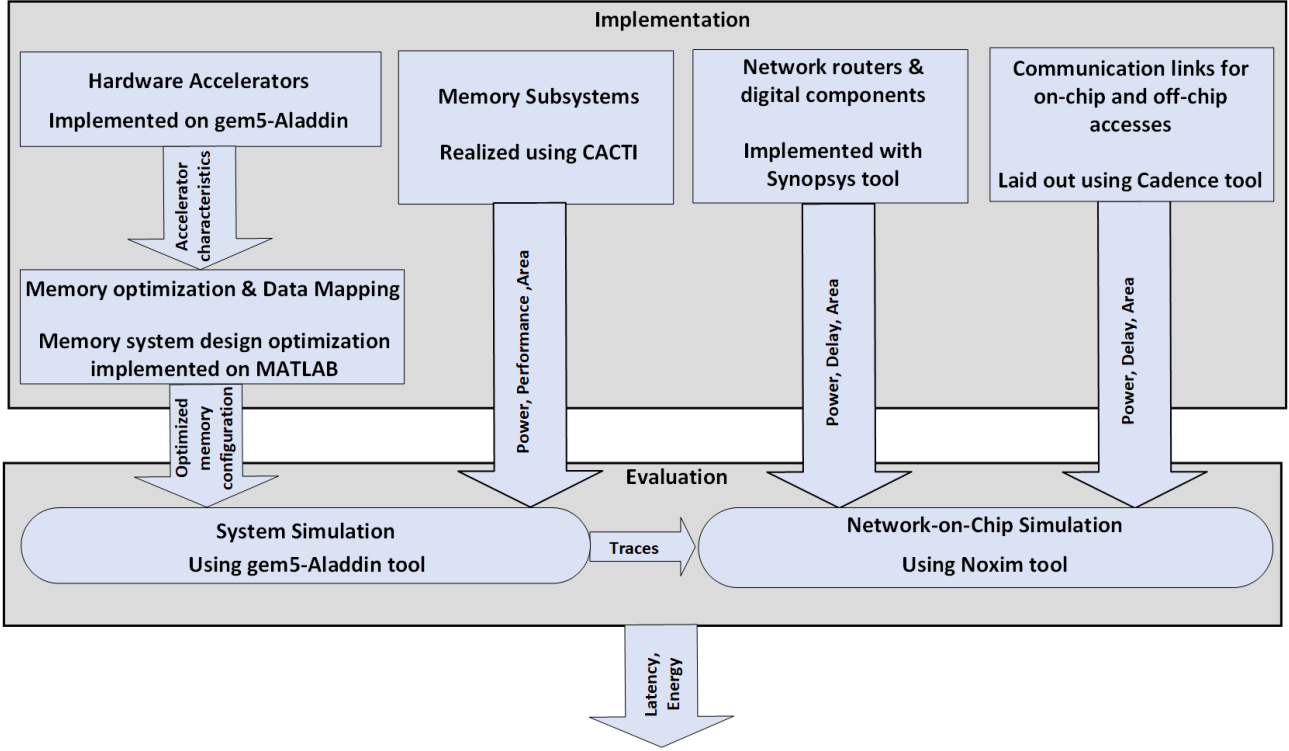 Implementation
Hardware Accelerators
Implemented on gem5-Aladdin
Memory Subsystems
Realized using CACTI
Network routers &
digital components
Implemented with
Synopsys tool
Communication links for
on-chip and off-chip
accesses
Laid out using Cadence tool
Accelerator
characteristics
Memory optimization & Data Mapping
Memory system design optimization
implemented on MATLAB
Optimized
memory
configuration
Power, Performance ,Area
Power, Delay, Area
Power, Delay, Area
Evaluation
System Simulation
Using gem5-Aladdin tool
Traces
Network-on-Chip Simulation
Using Noxim tool
Latency,
Energy